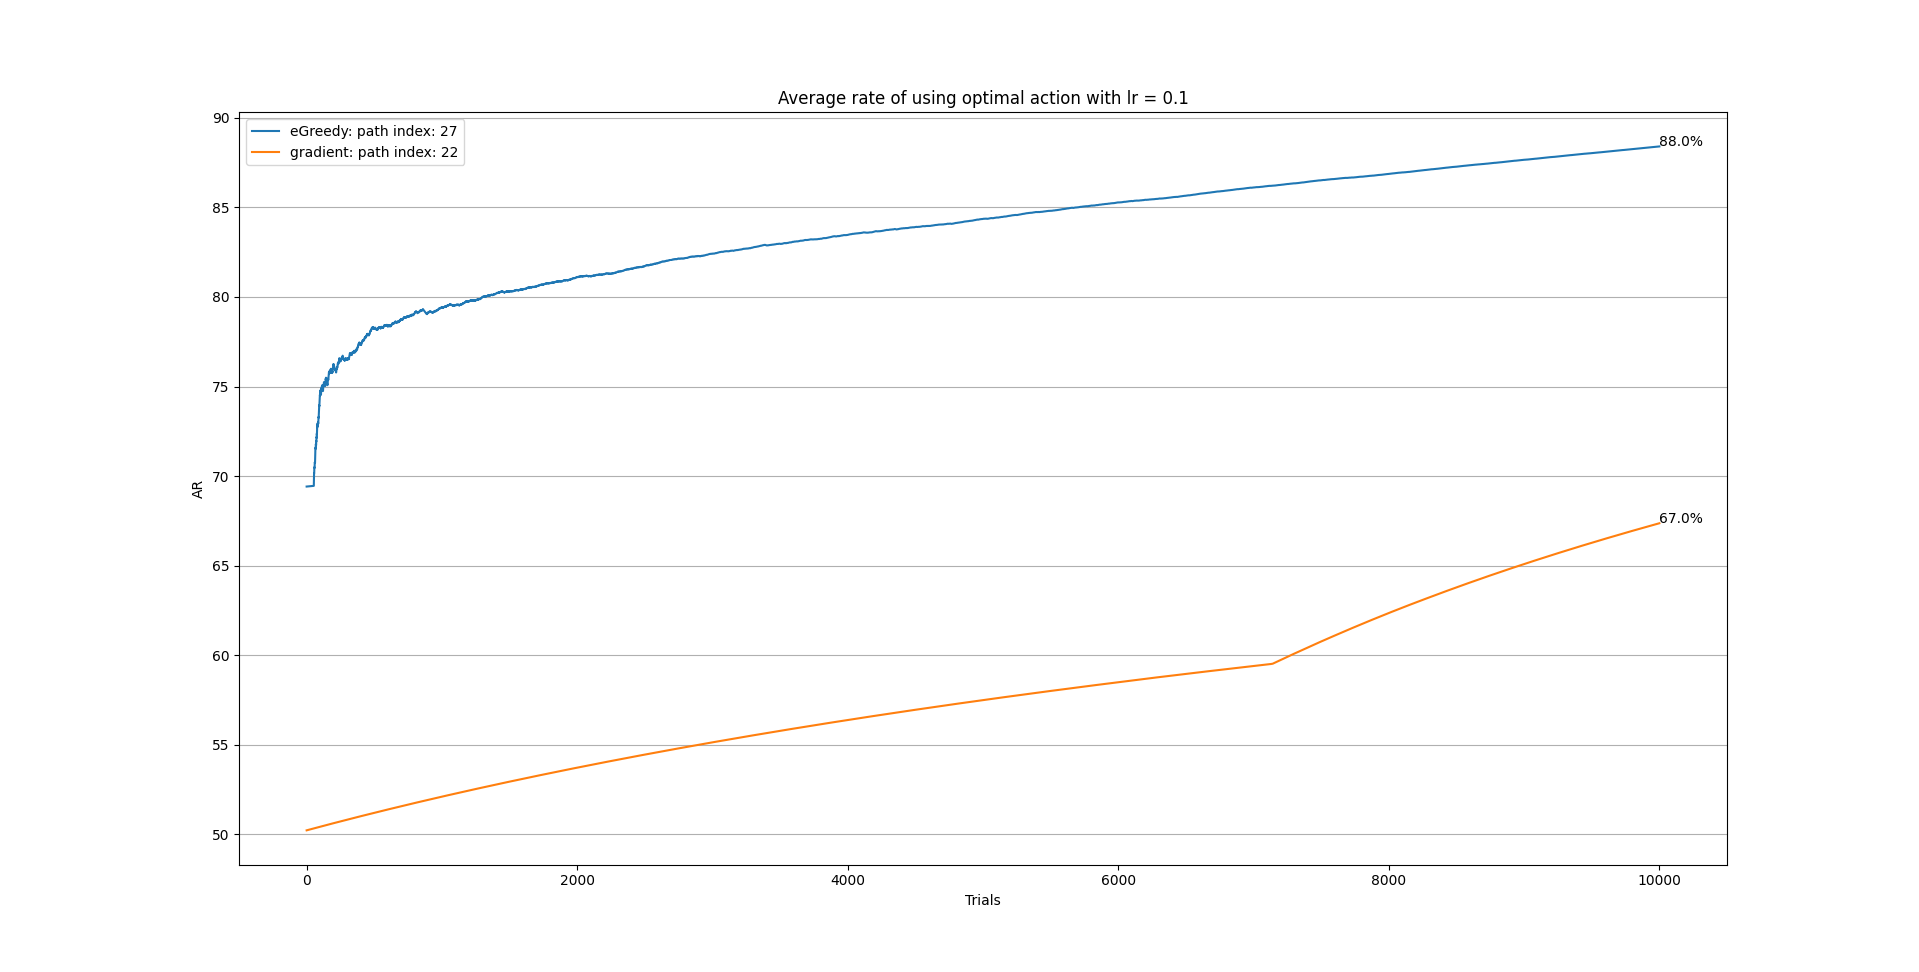 Average rate of using optimal action with lr = 0.1
eGreedy: path index: 27
gradient: path index: 22
90
85
80
75
70
65
60
55
50
AR
88.0%
67.0%
0 2000 4000 6000 8000 10000
Trials